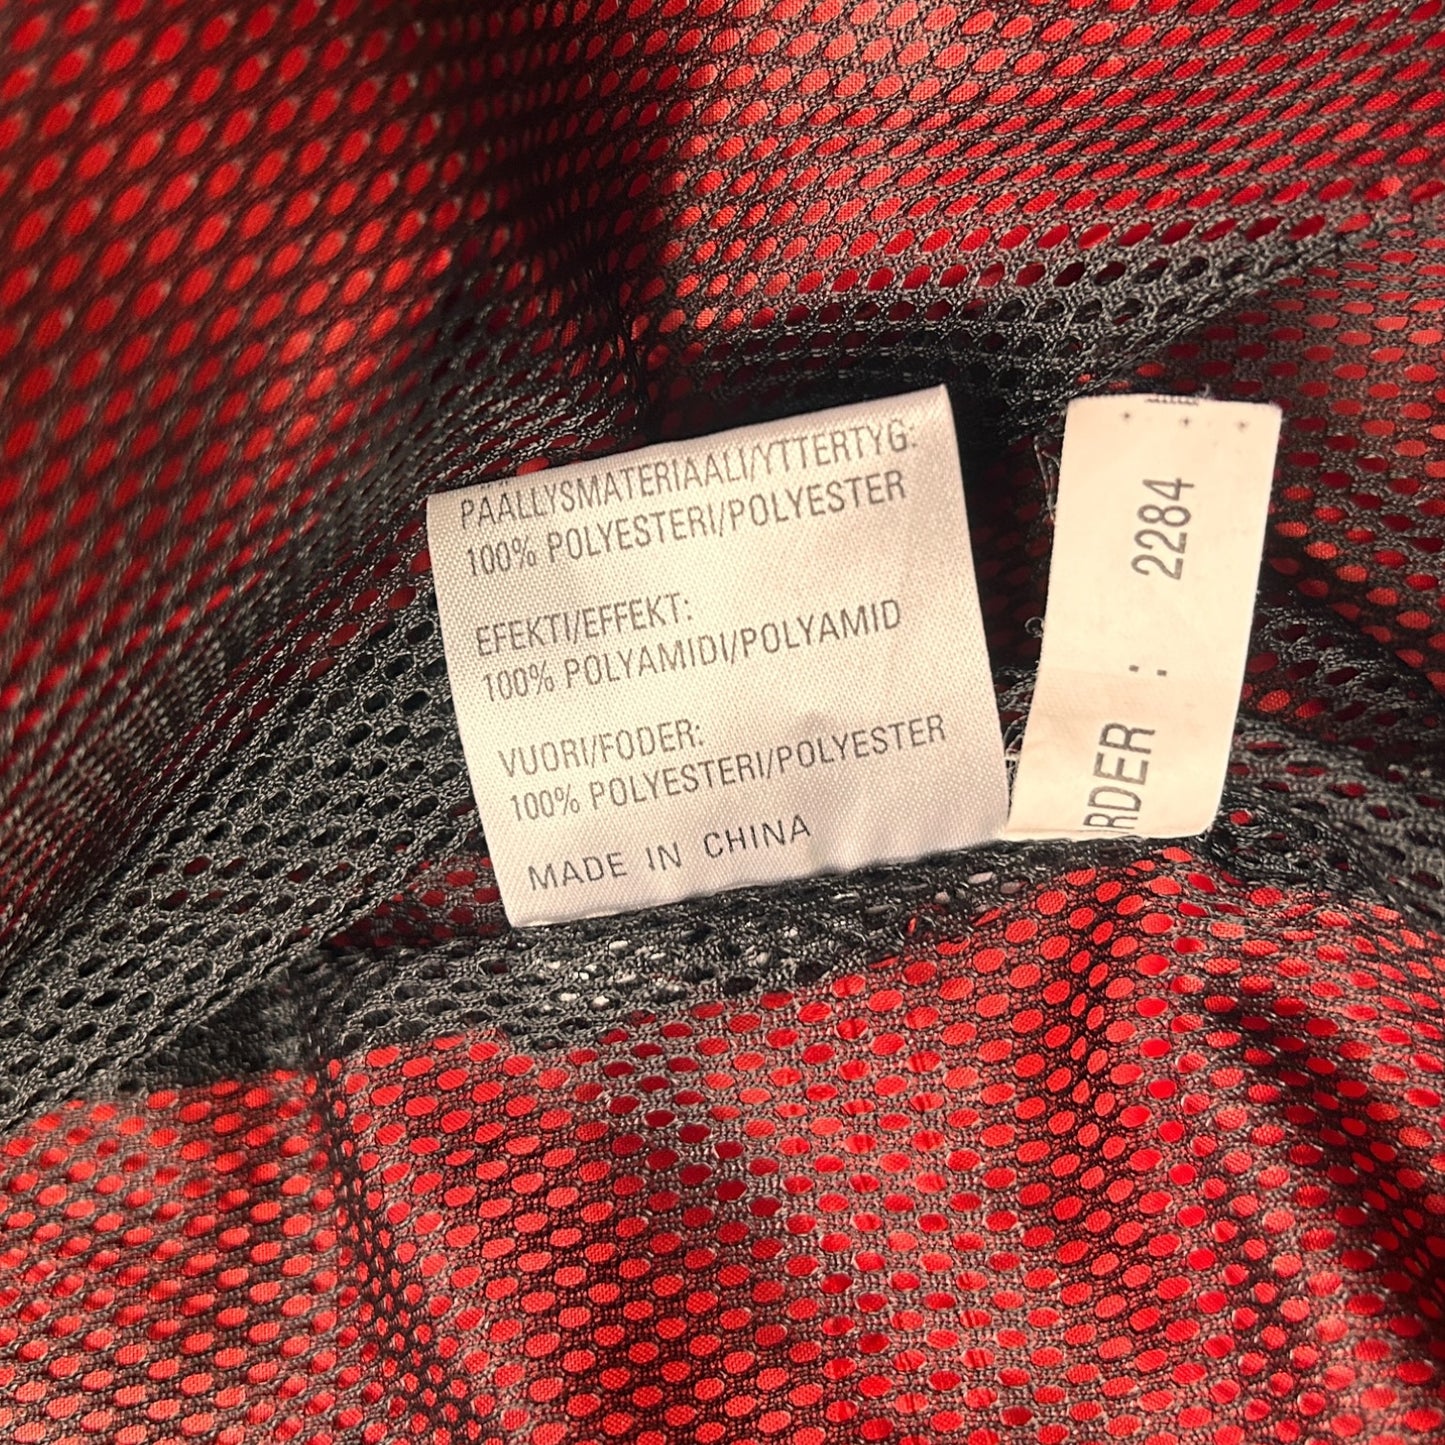 PÄÄLLYSMATERIAALI/YTTERTYG:
100% POLYESTERI/POLYESTER
EFEKTI/EFFEKT:
100% POLYAMIDI/POLYAMID
VUORI/FODER:
100% POLYESTERI/POLYESTER
MADE IN CHINA
RDER : 2284